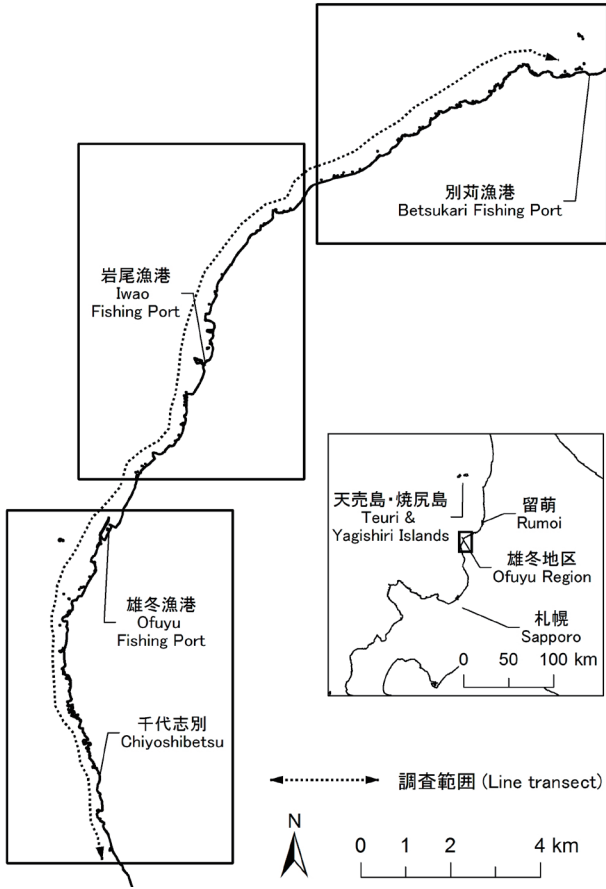 別苅漁港
Betsukari Fishing Port
岩尾漁港
Iwao
Fishing Port
天売島・焼尻島
Teuri &
Yagishiri Islands
留萌
Rumoi
雄冬地区
Ofuyu Region
札幌
Sapporo
0 50 100 km
雄冬漁港
Ofuyu
Fishing Port
千代志別
Chiyoshibetsu
調査範囲 (Line transect)
N
0 1 2 4 km